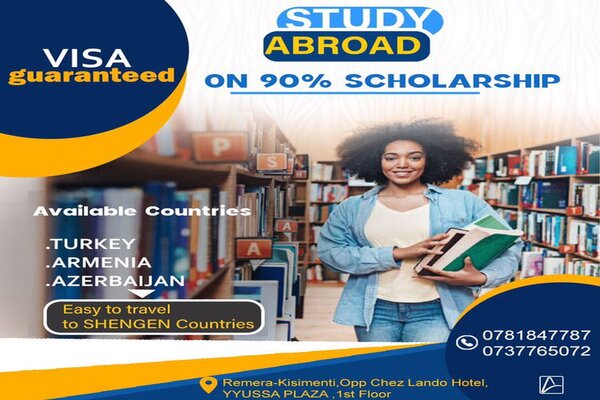 STUDY
ABROAD
VISA
guaranteed
ON 90% SCHOLARSHIP
P
S
A
A
Available Countries
.TURKEY
.ARMENIA
.AZERBAIJAN
Easy to travel
to SHENGEN Countries
0781847787
0737765072
Remera-Kisimenti,Opp Chez Lando Hotel,
YYUSSA PLAZA ,1st Floor